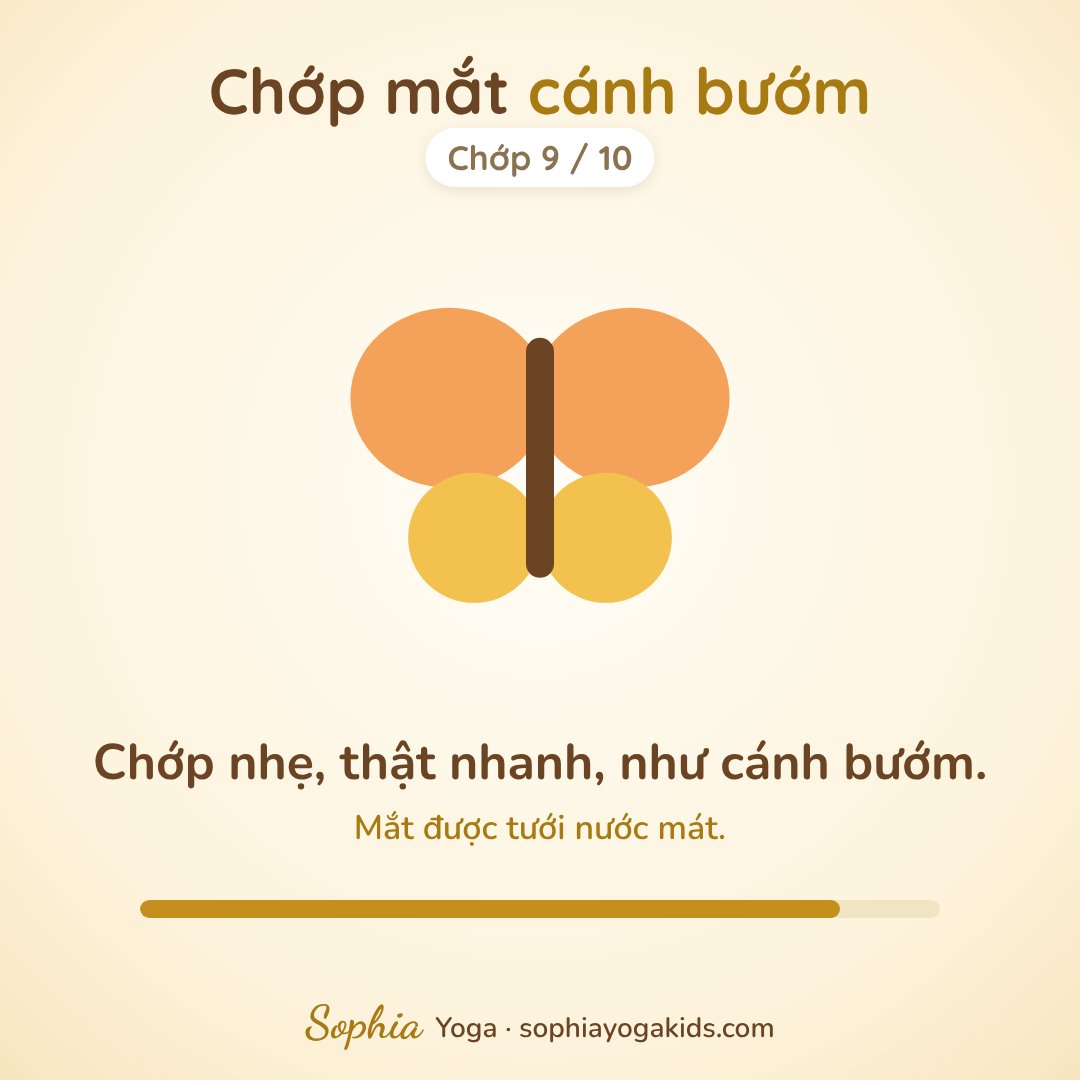 Chớp mắt cánh bướm
Chớp 9 / 10
Chớp nhẹ, thật nhanh, như cánh bướm.
Mắt được tưới nước mát.
Sophia Yoga · sophiayogakids.com